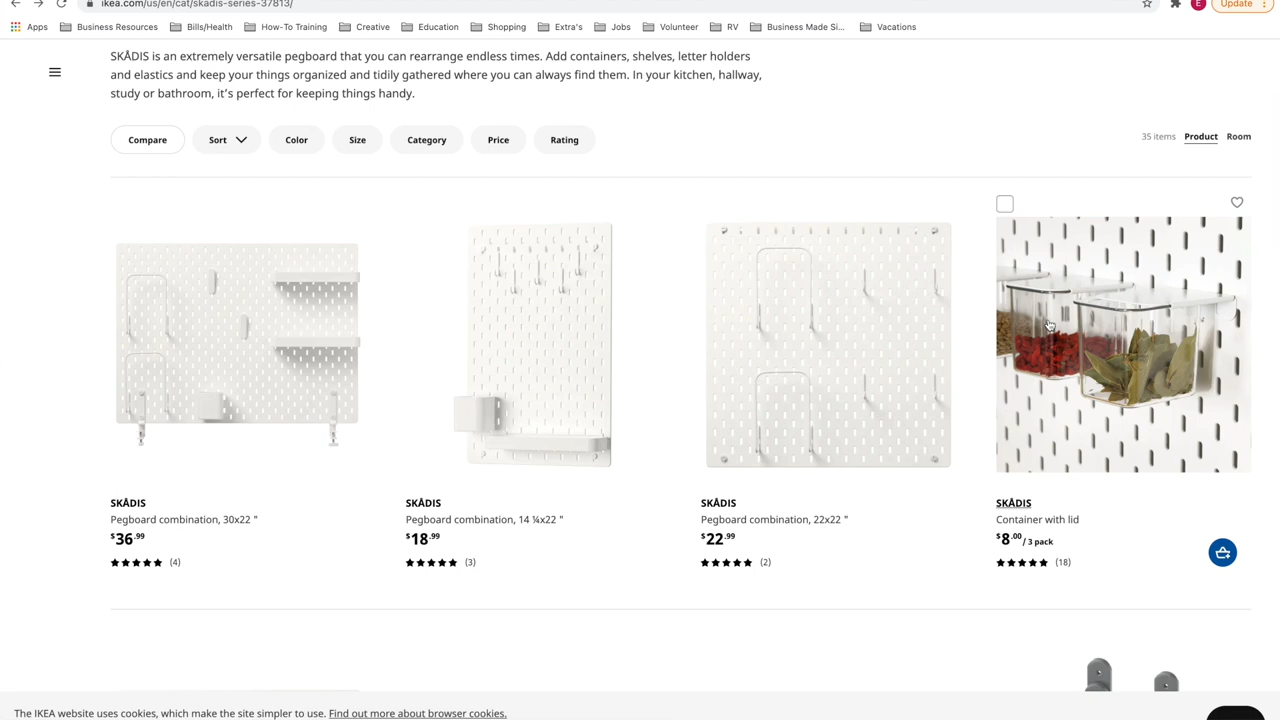 ikea.com/us/en/cat/skadis-series-37813/
E
Update
Apps
Business Resources
Bills/Health
How-To Training
Creative
Education
Shopping
Extra's
Jobs
Volunteer
RV
Business Made Si...
Vacations
SKÅDIS is an extremely versatile pegboard that you can rearrange endless times. Add containers, shelves, letter holders
and elastics and keep your things organized and tidily gathered where you can always find them. In your kitchen, hallway,
study or bathroom, it's perfect for keeping things handy.
Compare
Sort
Color
Size
Category
Price
Rating
35 items
Product
Room
SKÅDIS
Pegboard combination, 30x22 "
$36.99
(4)
SKÅDIS
Pegboard combination, 14 ¼x22 "
$18.99
(3)
SKÅDIS
Pegboard combination, 22x22 "
$22.99
(2)
SKÅDIS
Container with lid
$8.00 / 3 pack
(18)
The IKEA website uses cookies, which make the site simpler to use. Find out more about browser cookies.